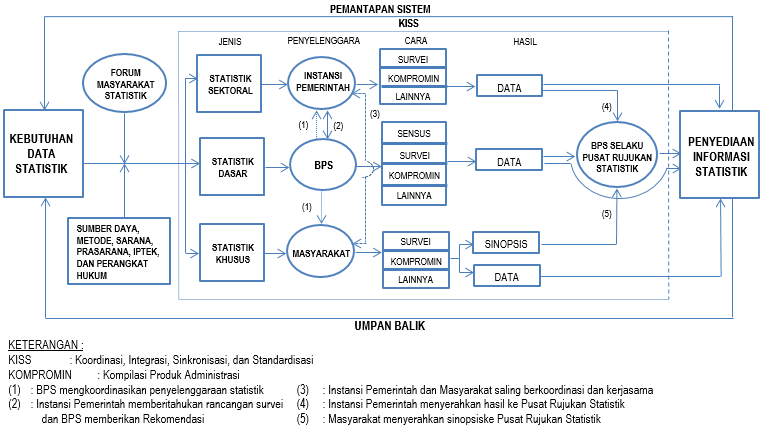 PEMANTAPAN SISTEM
KISS
JENIS
PENYELENGGARA
CARA
HASIL
FORUM
MASYARAKAT
STATISTIK
KEBUTUHAN
DATA
STATISTIK
SUMBER DAYA,
METODE, SARANA,
PRASARANA, IPTEK,
DAN PERANGKAT
HUKUM
STATISTIK
SEKTORAL
INSTANSI
PEMERINTAH
SURVEI
KOMPROMIN
LAINNYA
DATA
(4)
(1)
(2)
(3)
STATISTIK
DASAR
BPS
SENSUS
SURVEI
KOMPROMIN
LAINNYA
DATA
BPS SELAKU
PUSAT RUJUKAN
STATISTIK
PENYEDIAAN
INFORMASI
STATISTIK
(1)
(5)
STATISTIK
KHUSUS
MASYARAKAT
SURVEI
KOMPROMIN
LAINNYA
SINOPSIS
DATA
UMPAN BALIK
KETERANGAN :
KISS : Koordinasi, Integrasi, Sinkronisasi, dan Standardisasi
KOMPROMIN : Kompilasi Produk Administrasi
(1) : BPS mengkoordinasikan penyelenggaraan statistik
(2) : Instansi Pemerintah memberitahukan rancangan survei
dan BPS memberikan Rekomendasi
(3) : Instansi Pemerintah dan Masyarakat saling berkoordinasi dan kerjasama
(4) : Instansi Pemerintah menyerahkan hasil ke Pusat Rujukan Statistik
(5) : Masyarakat menyerahkan sinopsiske Pusat Rujukan Statistik